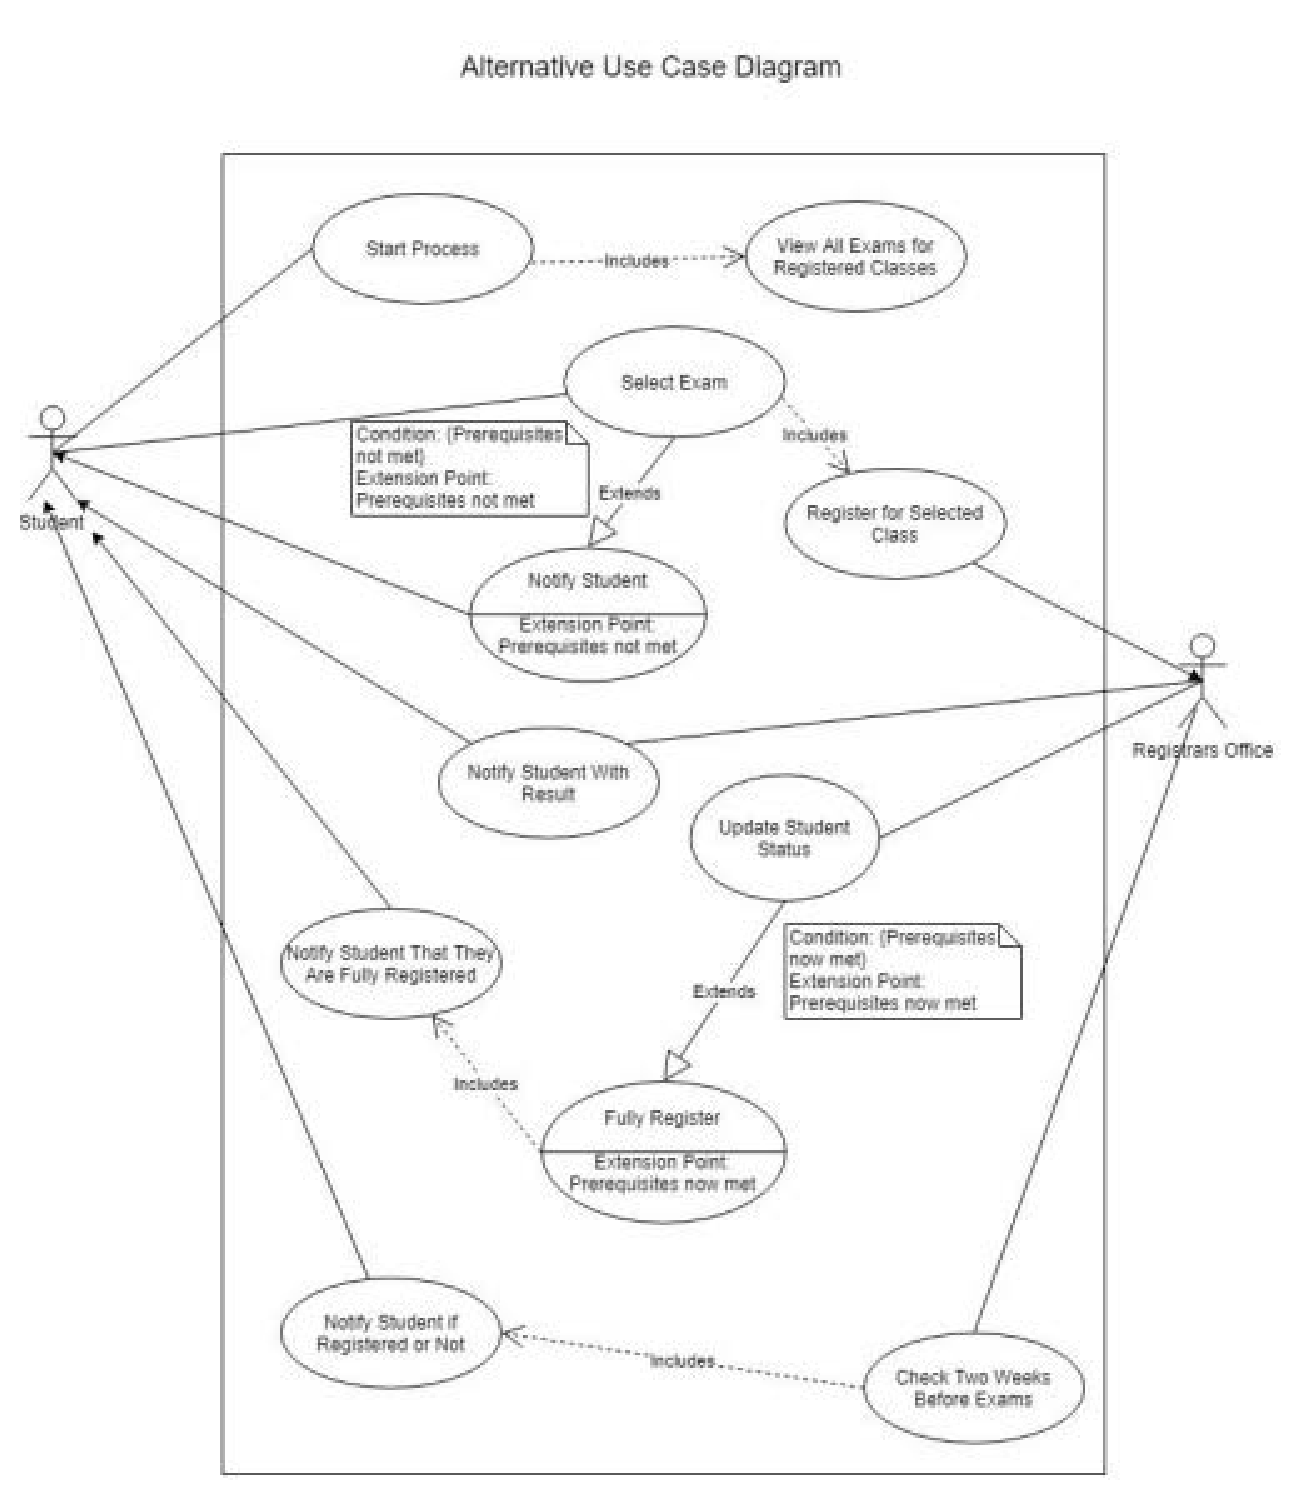 Alternative Use Case Diagram
Start Process
Includes
View All Exams for
Registered Classes
Select Exam
Includes
Condition: {Prerequisites
not met}
Extension Point:
Prerequisites not met
Extends
Register for Selected
Class
Student
Notify Student
Extension Point:
Prerequisites not met
Registrars Office
Notify Student With
Result
Update Student
Status
Condition: {Prerequisites
now met}
Extension Point:
Prerequisites now met
Notify Student That They
Are Fully Registered
Extends
Includes
Fully Register
Extension Point:
Prerequisites now met
Notify Student if
Registered or Not
Includes
Check Two Weeks
Before Exams